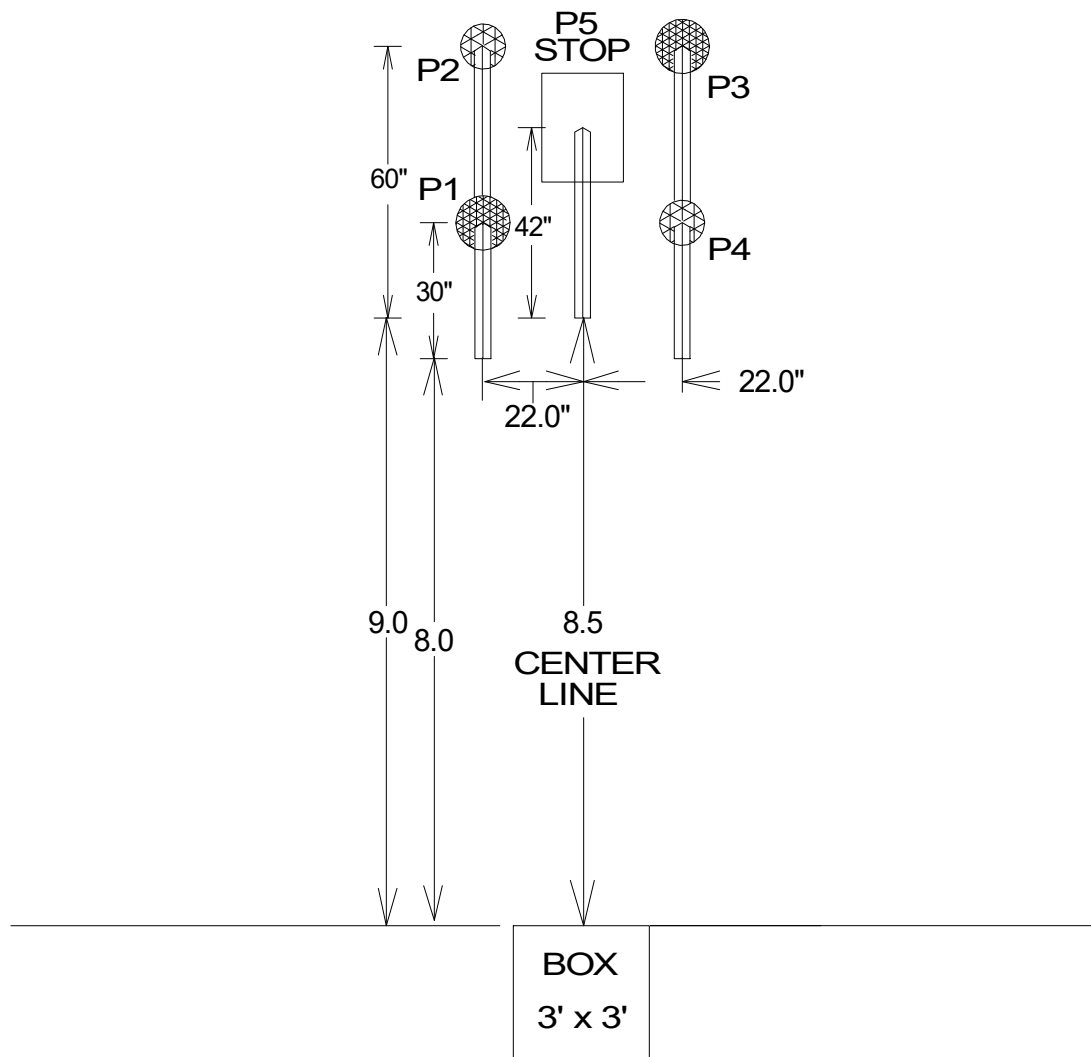 P5
STOP
P2
P3
60"
P1
42"
P4
30"
22.0"
22.0"
9.0
8.0
8.5
CENTER
LINE
BOX
3' x 3'